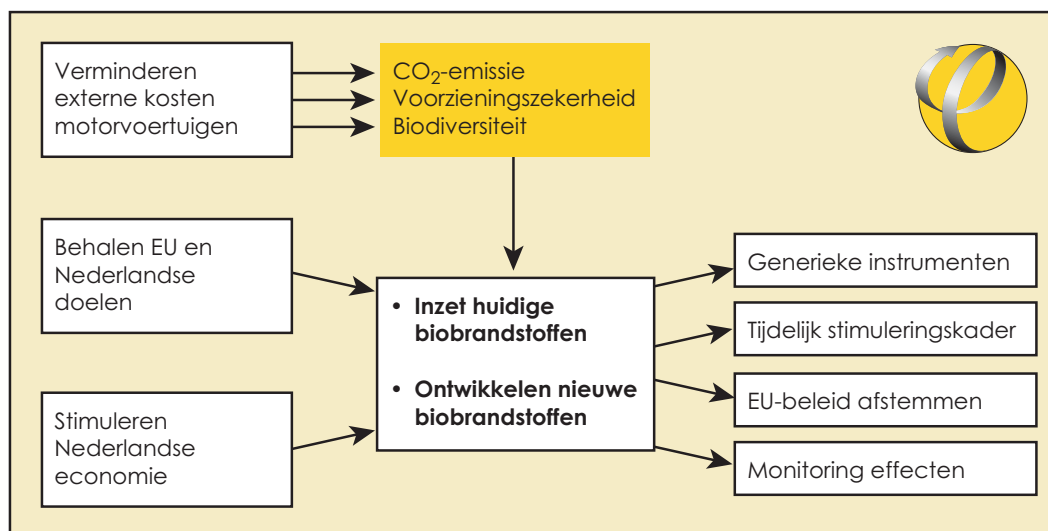 Verminderen
externe kosten
motorvoertuigen
CO₂-emissie
Voorzieningszekerheid
Biodiversiteit
Behalen EU en
Nederlandse
doelen
Stimuleren
Nederlandse
economie
• Inzet huidige
biobrandstoffen
• Ontwikkelen nieuwe
biobrandstoffen
Generieke instrumenten
Tijdelijk stimuleringskader
EU-beleid afstemmen
Monitoring effecten